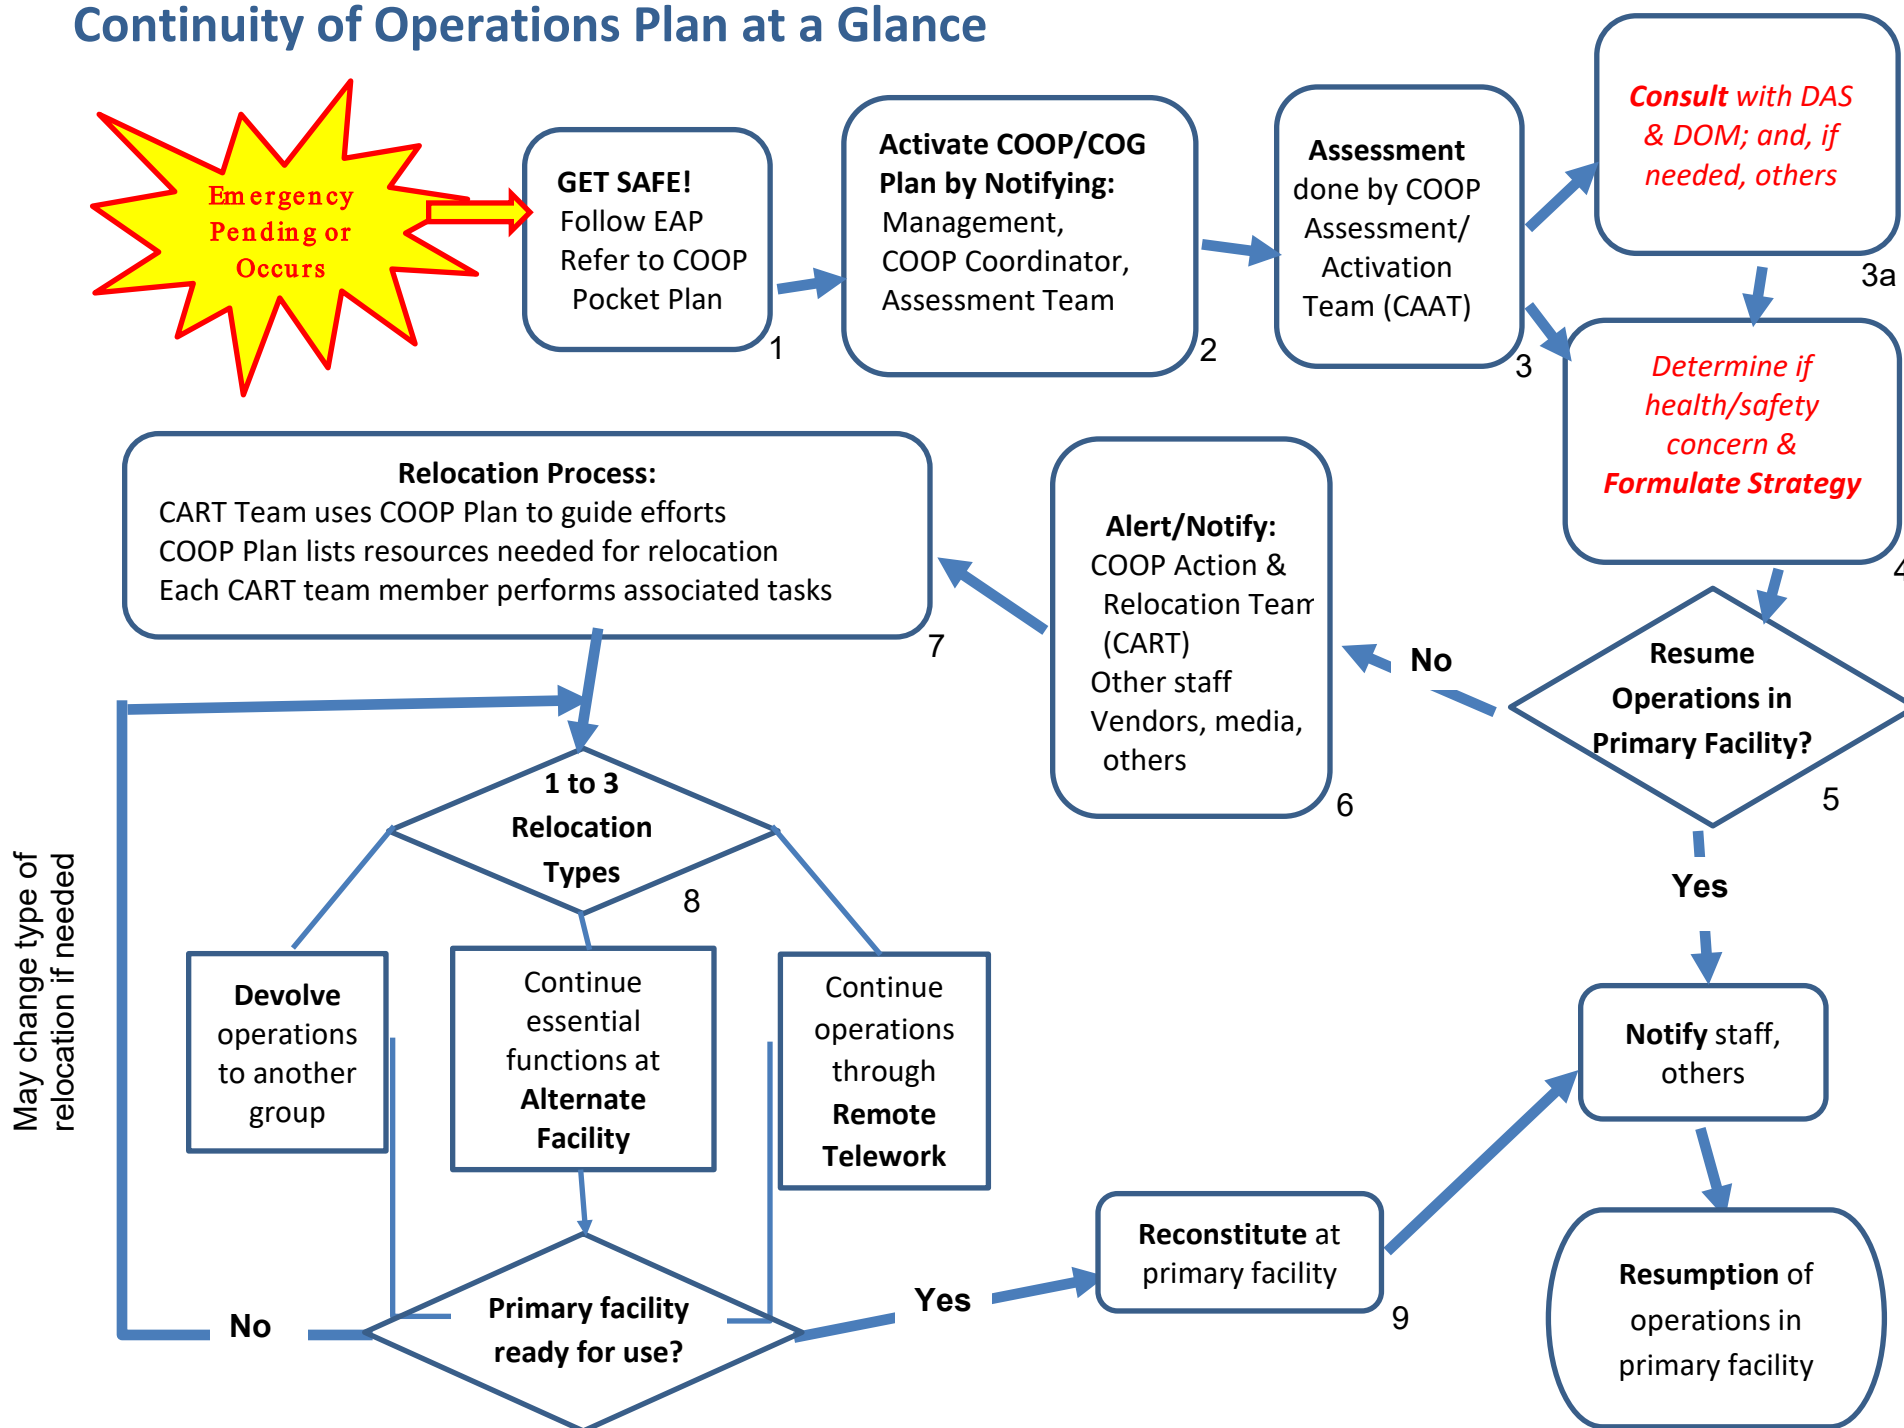 Continuity of Operations Plan at a Glance
Emergency
Pending or
Occurs
GET SAFE!
Follow EAP
Refer to COOP
Pocket Plan
1
Activate COOP/COG
Plan by Notifying:
Management,
COOP Coordinator,
Assessment Team
2
Assessment
done by COOP
Assessment/
Activation
Team (CAAT)
3
Consult with DAS
& DOM; and, if
needed, others
3a
Determine if
health/safety
concern &
Formulate Strategy
4
Resume
Operations in
Primary Facility?
5
No
Yes
Alert/Notify:
COOP Action &
Relocation Team
(CART)
Other staff
Vendors, media,
others
6
Relocation Process:
CART Team uses COOP Plan to guide efforts
COOP Plan lists resources needed for relocation
Each CART team member performs associated tasks
7
1 to 3
Relocation
Types
8
May change type of
relocation if needed
Devolve
operations
to another
group
Continue
essential
functions at
Alternate
Facility
Continue
operations
through
Remote
Telework
Primary facility
ready for use?
No
Yes
Reconstitute at
primary facility
9
Notify staff,
others
Resumption of
operations in
primary facility